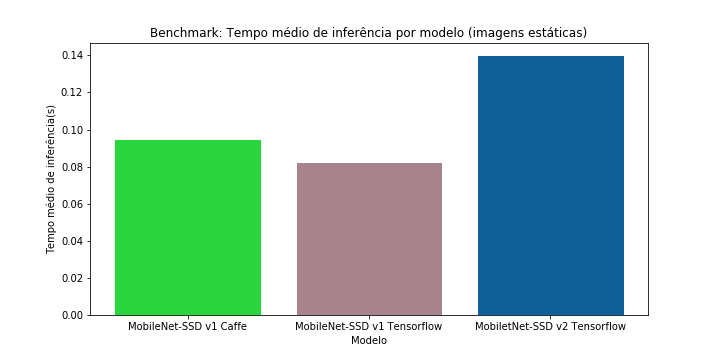 Benchmark: Tempo médio de inferência por modelo (imagens estáticas)
Tempo médio de inferência(s)
0.14
0.12
0.10
0.08
0.06
0.04
0.02
0.00
MobileNet-SSD v1 Caffe
MobileNet-SSD v1 Tensorflow
MobiletNet-SSD v2 Tensorflow
Modelo